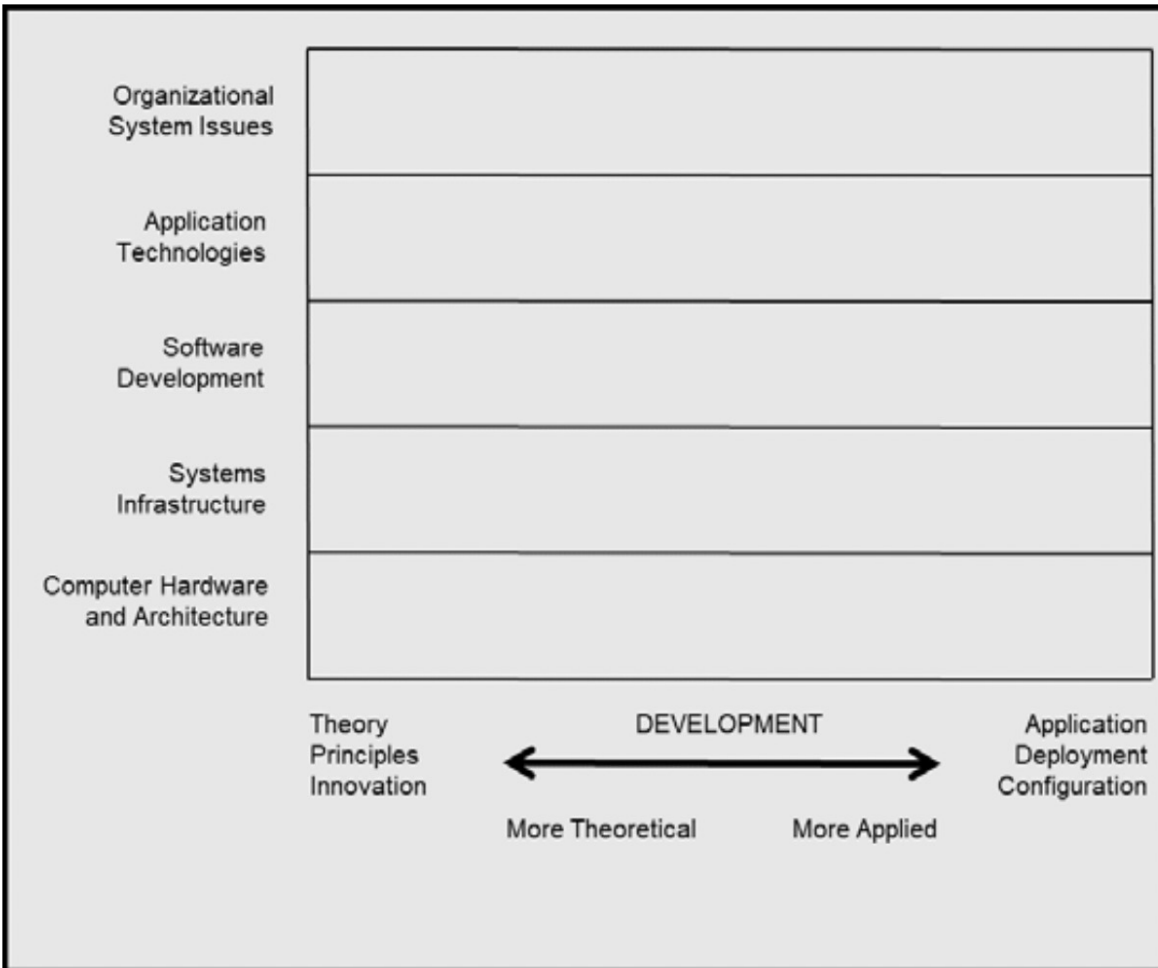 Organizational
System Issues
Application
Technologies
Software
Development
Systems
Infrastructure
Computer Hardware
and Architecture
Theory
Principles
Innovation
DEVELOPMENT
Application
Deployment
Configuration
More Theoretical
More Applied